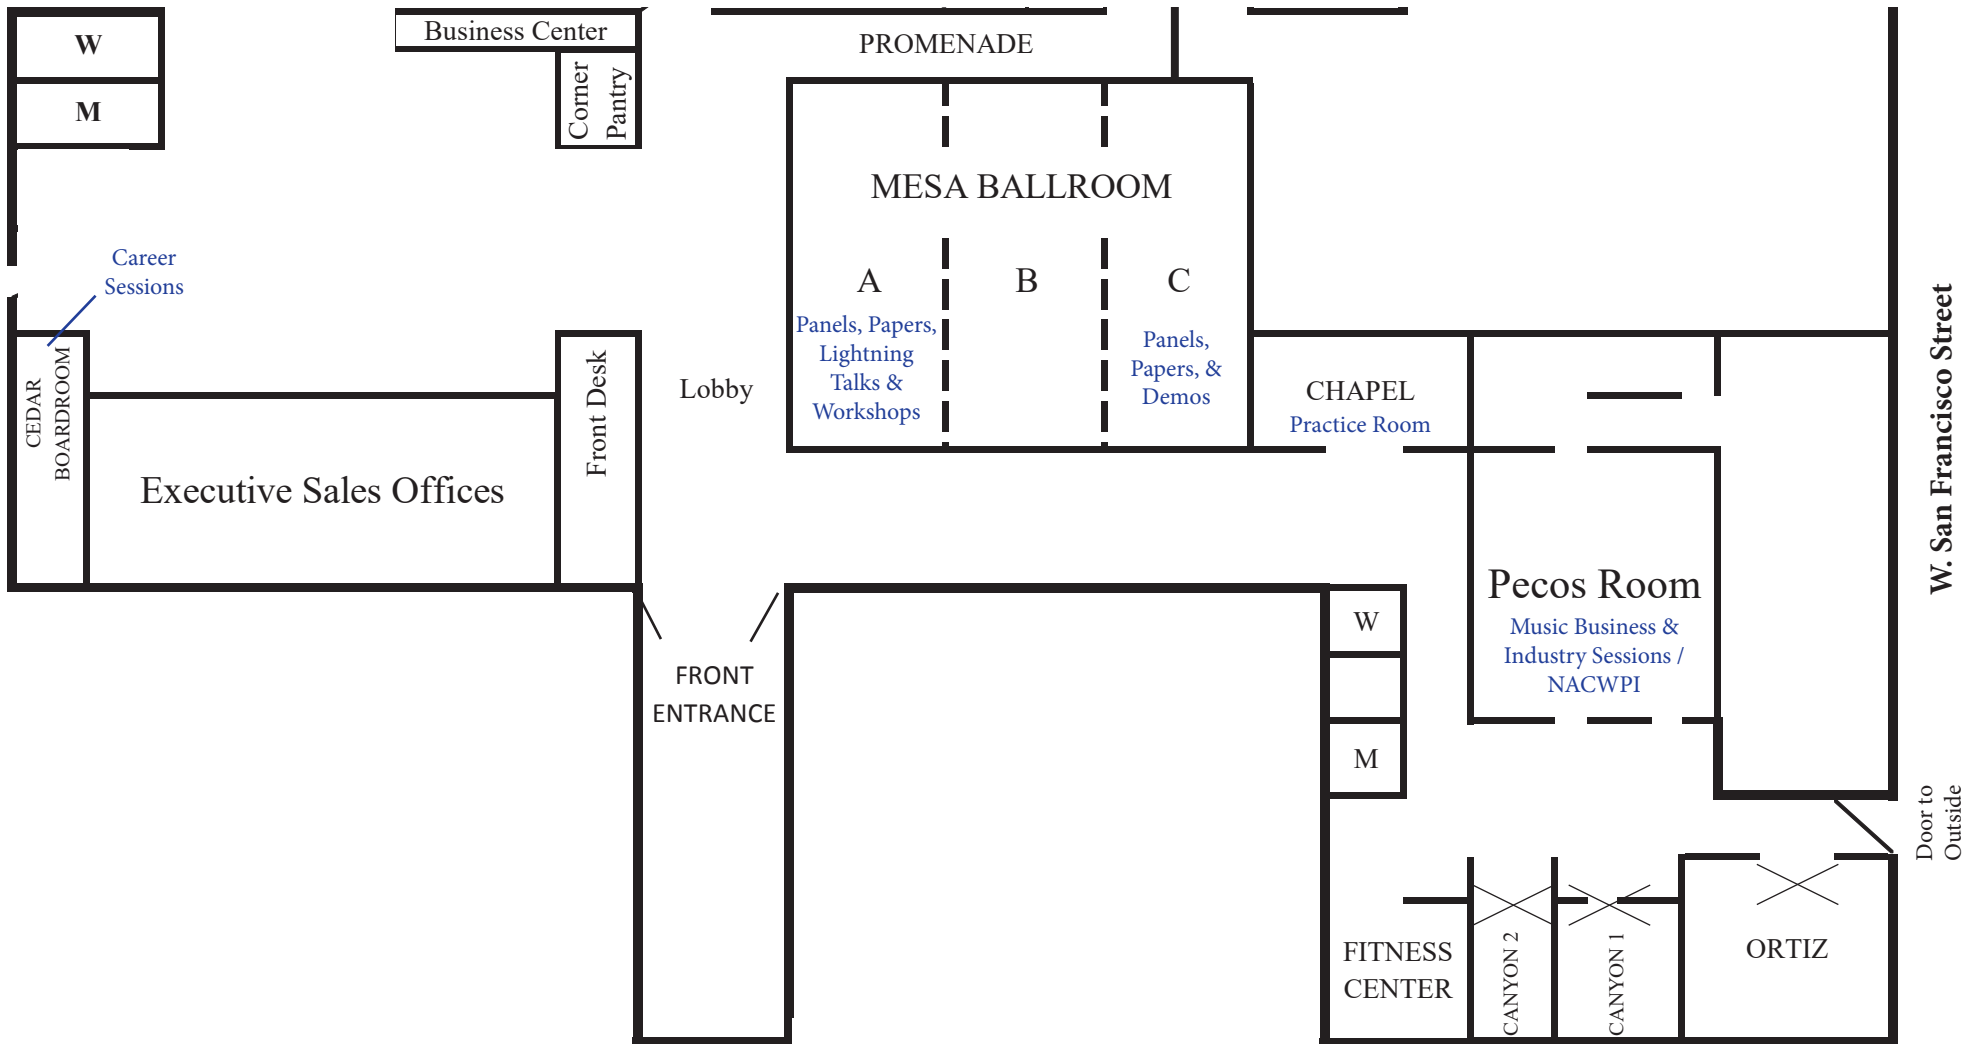 W
M
Business Center
Corner
Pantry
PROMENADE
MESA BALLROOM
A
B
C
Panels, Papers,
Lightning
Talks &
Workshops
Panels,
Papers, &
Demos
Career
Sessions
CEDAR
BOARDROOM
Executive Sales Offices
Front Desk
Lobby
CHAPEL
Practice Room
W. San Francisco Street
Pecos Room
Music Business &
Industry Sessions /
NACWPI
FRONT
ENTRANCE
W
M
Door to
Outside
FITNESS
CENTER
CANYON 2
CANYON 1
ORTIZ